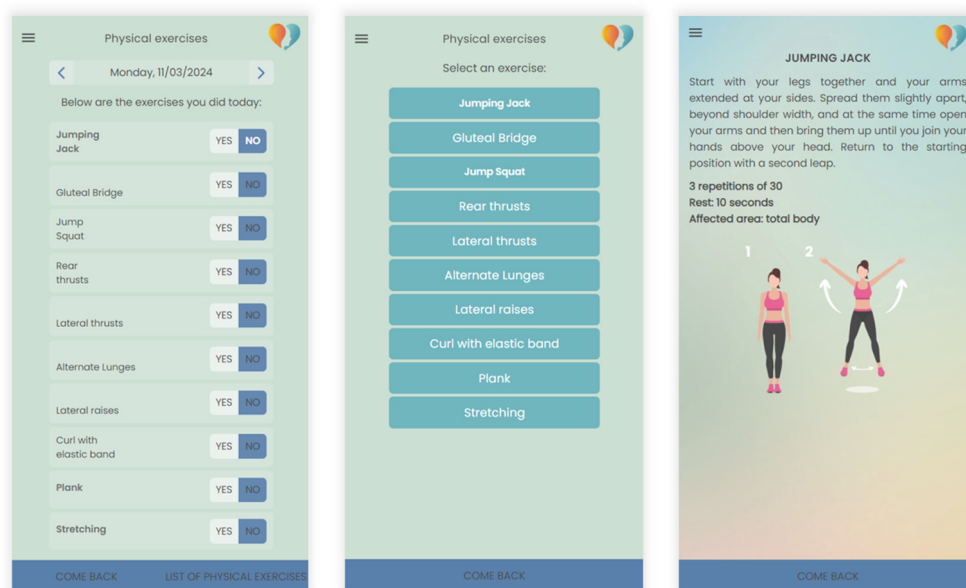 Physical exercises
Monday, 11/03/2024
Below are the exercises you did today:
Jumping
Jack
YES NO
Gluteal Bridge
YES NO
Jump
Squat
YES NO
Rear
thrusts
YES NO
Lateral thrusts
YES NO
Alternate Lunges
YES NO
Lateral raises
YES NO
Curl with
elastic band
YES NO
Plank
YES NO
Stretching
YES NO
COME BACK
LIST OF PHYSICAL EXERCISES
Physical exercises
Select an exercise:
Jumping Jack
Gluteal Bridge
Jump Squat
Rear thrusts
Lateral thrusts
Alternate Lunges
Lateral raises
Curl with elastic band
Plank
Stretching
COME BACK
JUMPING JACK
Start with your legs together and your arms
extended at your sides. Spread them slightly apart,
beyond shoulder width, and at the same time open
your arms and then bring them up until you join your
hands above your head. Return to the starting
position with a second leap.
3 repetitions of 30
Rest: 10 seconds
Affected area: total body
1
2
COME BACK